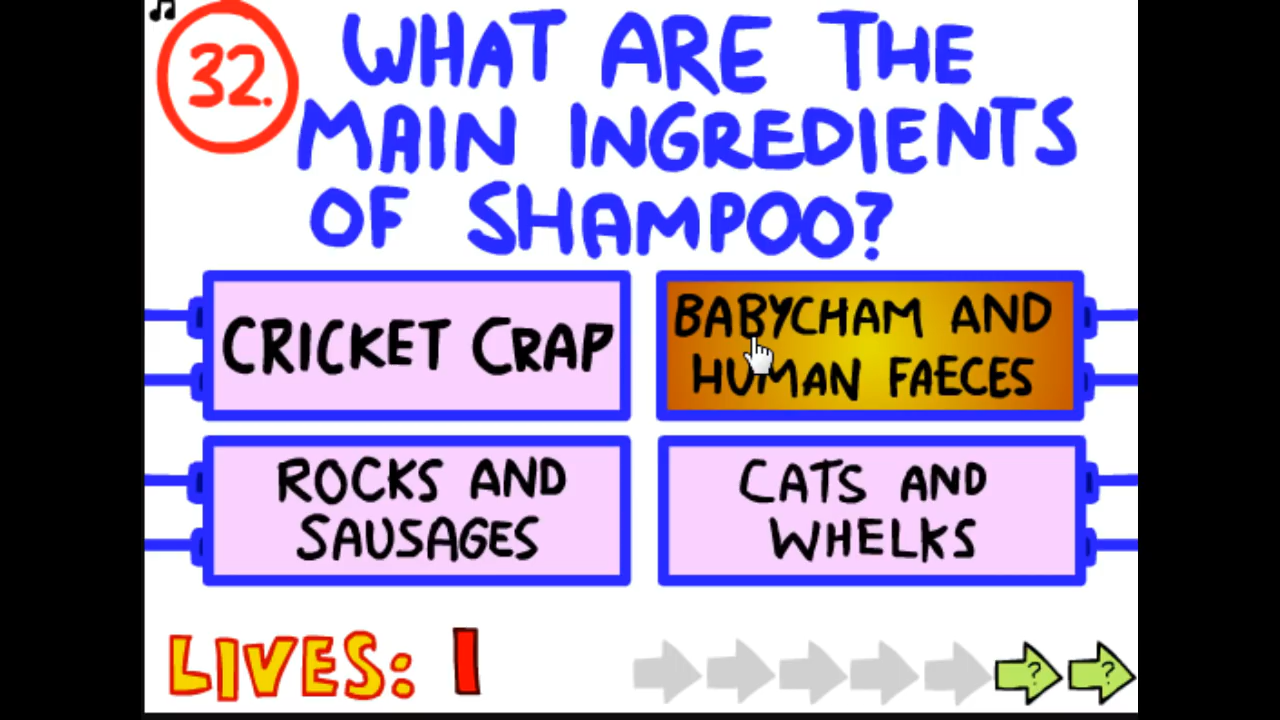 32.
WHAT ARE THE
MAIN INGREDIENTS
OF SHAMPOO?
CRICKET CRAP
BABYCHAM AND
HUMAN FAECES
ROCKS AND
SAUSAGES
CATS AND
WHELKS
LIVES: 1
? ?